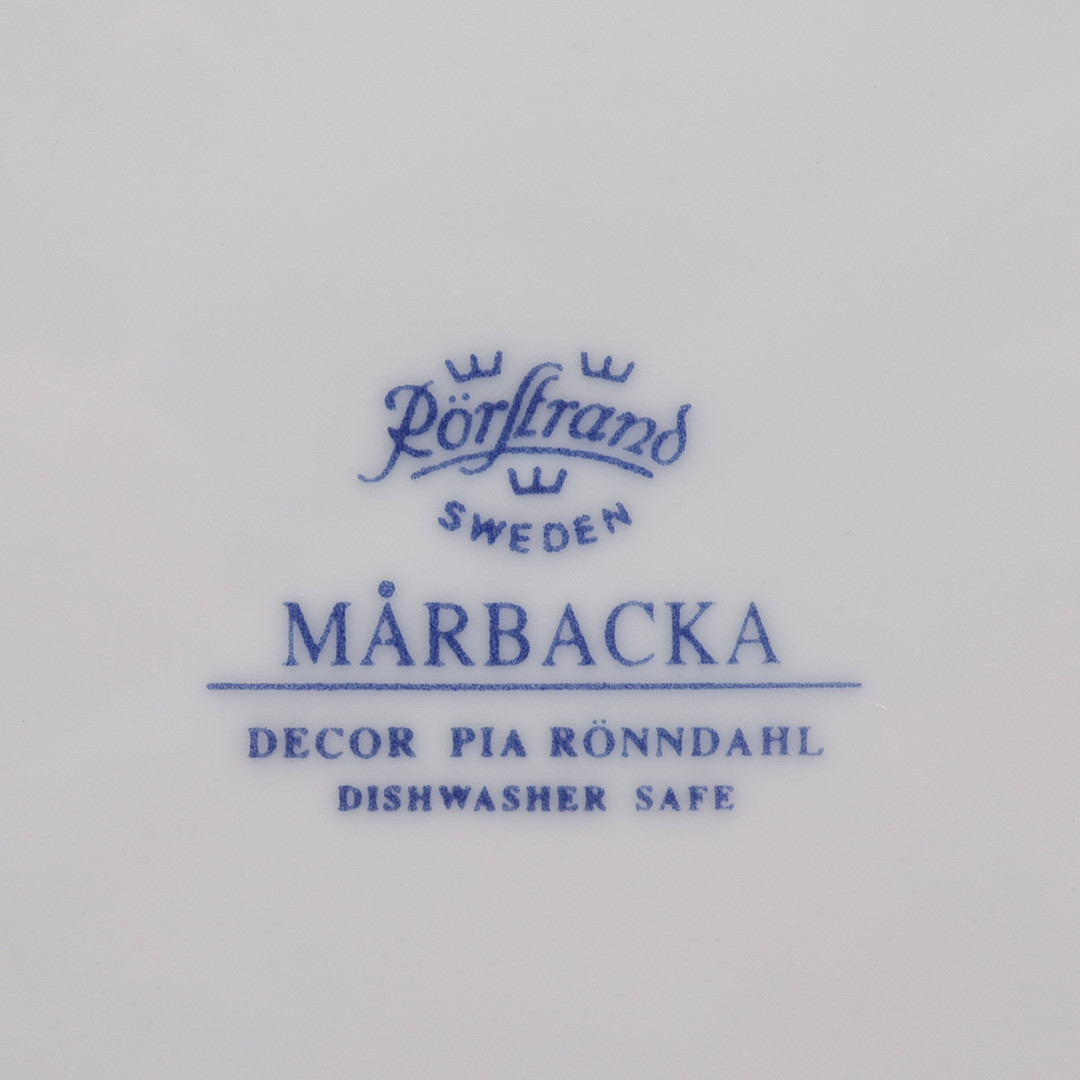 Rörstrand
SWEDEN
MÅRBACKA
DECOR PIA RÖNNDAHL
DISHWASHER SAFE